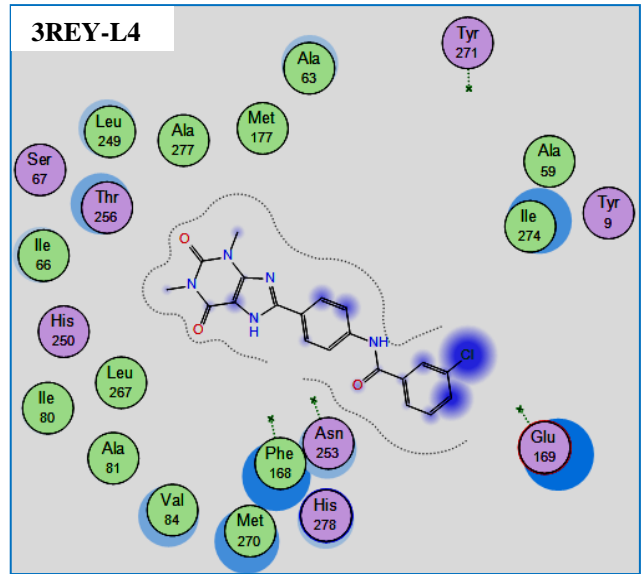 3REY-L4
Tyr
271
Ala
63
Leu
249
Ala
277
Met
177
Ser
67
Thr
256
Ala
59
Ile
274
Tyr
9
Ile
66
His
250
Leu
267
Ile
80
Ala
81
Val
84
Met
270
Phe
168
Asn
253
His
278
Glu
169
O
N
N
O
N
N
H
NH
O
Cl